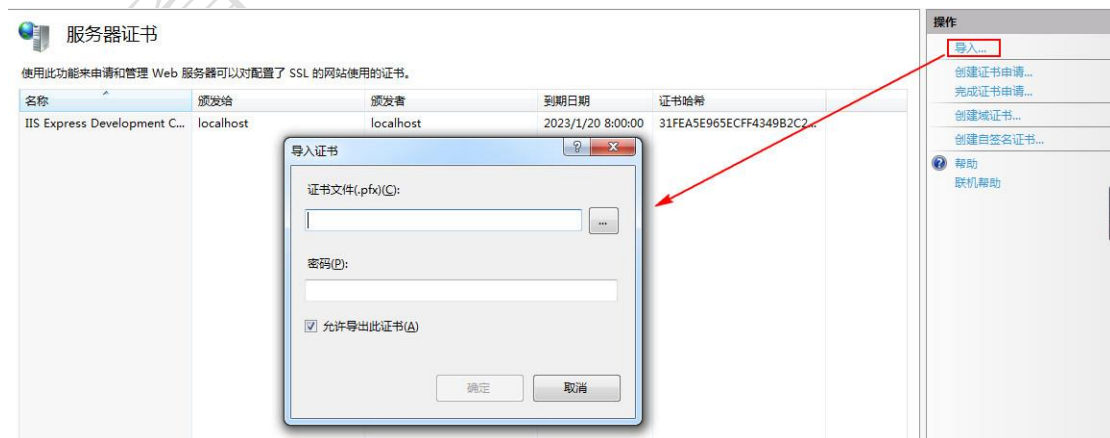 服务器证书
使用此功能来申请和管理 Web 服务器可以对配置了 SSL 的网站使用的证书。
名称 颁发给 颁发者 到期日期 证书哈希
IIS Express Development C... localhost localhost 2023/1/20 8:00:00 31FEA5E965ECFF4349B2C2...
导入证书
证书文件(.pfx)(C):
...
密码(P):
允许导出此证书(A)
确定 取消
操作
导入...
创建证书申请...
完成证书申请...
创建域证书...
创建自签名证书...
帮助
联机帮助